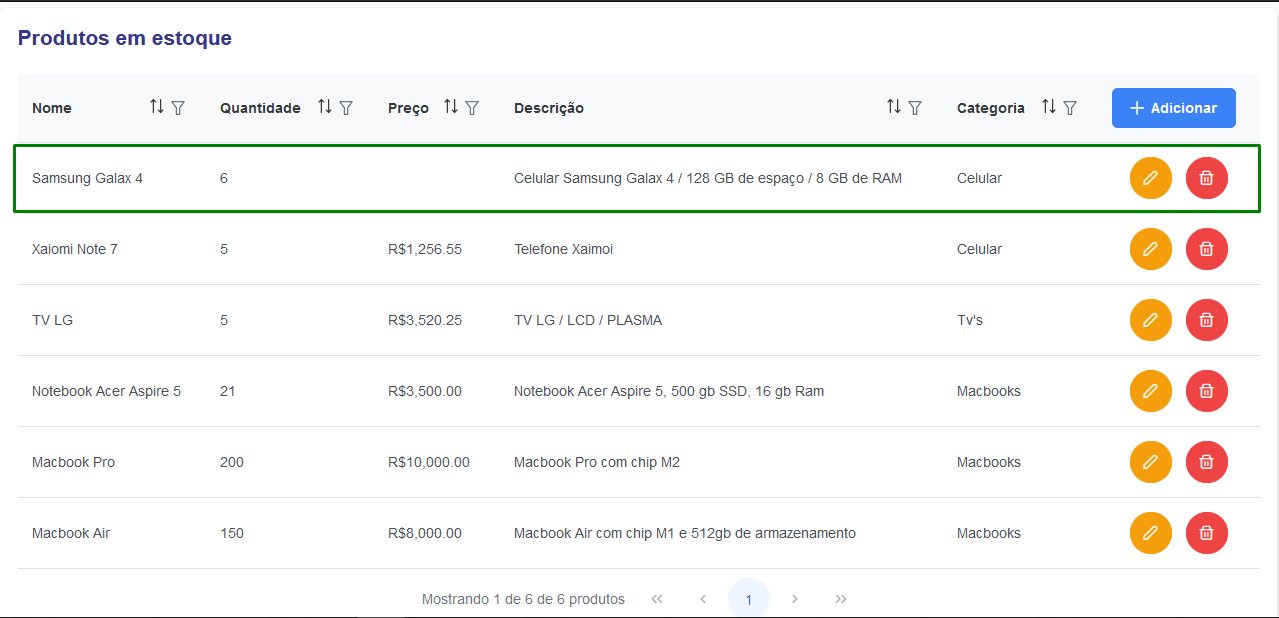 Produtos em estoque
Nome Quantidade Preço Descrição Categoria Adicionar
Samsung Galax 4 6 Celular Samsung Galax 4 / 128 GB de espaço / 8 GB de RAM Celular
Xaiomi Note 7 5 R$1,256.55 Telefone Xaimoi Celular
TV LG 5 R$3,520.25 TV LG / LCD / PLASMA Tv's
Notebook Acer Aspire 5 21 R$3,500.00 Notebook Acer Aspire 5, 500 gb SSD, 16 gb Ram Macbooks
Macbook Pro 200 R$10,000.00 Macbook Pro com chip M2 Macbooks
Macbook Air 150 R$8,000.00 Macbook Air com chip M1 e 512gb de armazenamento Macbooks
Mostrando 1 de 6 de 6 produtos 1